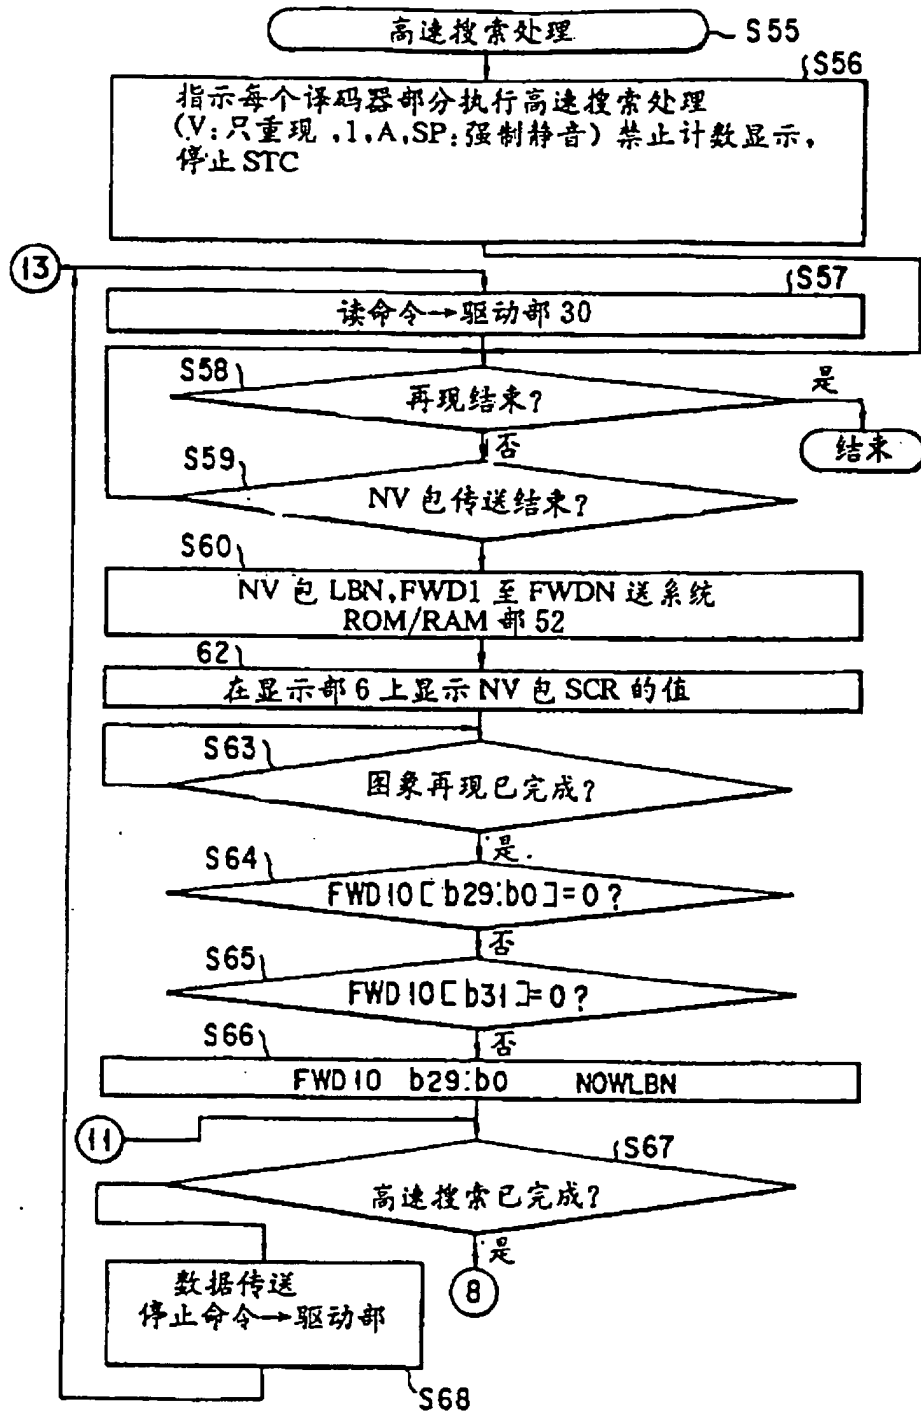 高速搜索处理
S55
S56
指示每个译码器部分执行高速搜索处理
(V:只重现,1,A,SP:强制静音)禁止计数显示,
停止STC
13
S57
读命令→驱动部30
S58
再现结束?
是
结束
否
S59
NV包传送结束?
S60
NV包LBN,FWD1至FWDN送系统
ROM/RAM部52
62
在显示部6上显示NV包SCR的值
S63
图象再现已完成?
是
S64
FWD10[b29:b0]=0?
否
S65
FWD10[b31]=0?
否
S66
FWD10 b29:b0 NOWLBN
11
S67
高速搜索已完成?
是
8
数据传送
停止命令→驱动部
S68